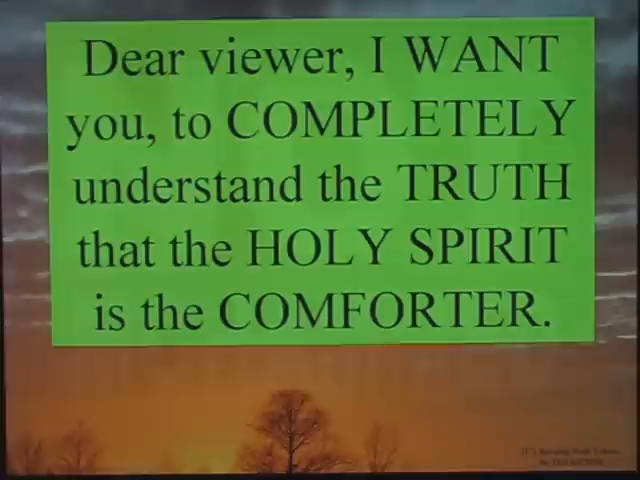 Dear viewer, I WANT
you, to COMPLETELY
understand the TRUTH
that the HOLY SPIRIT
is the COMFORTER.